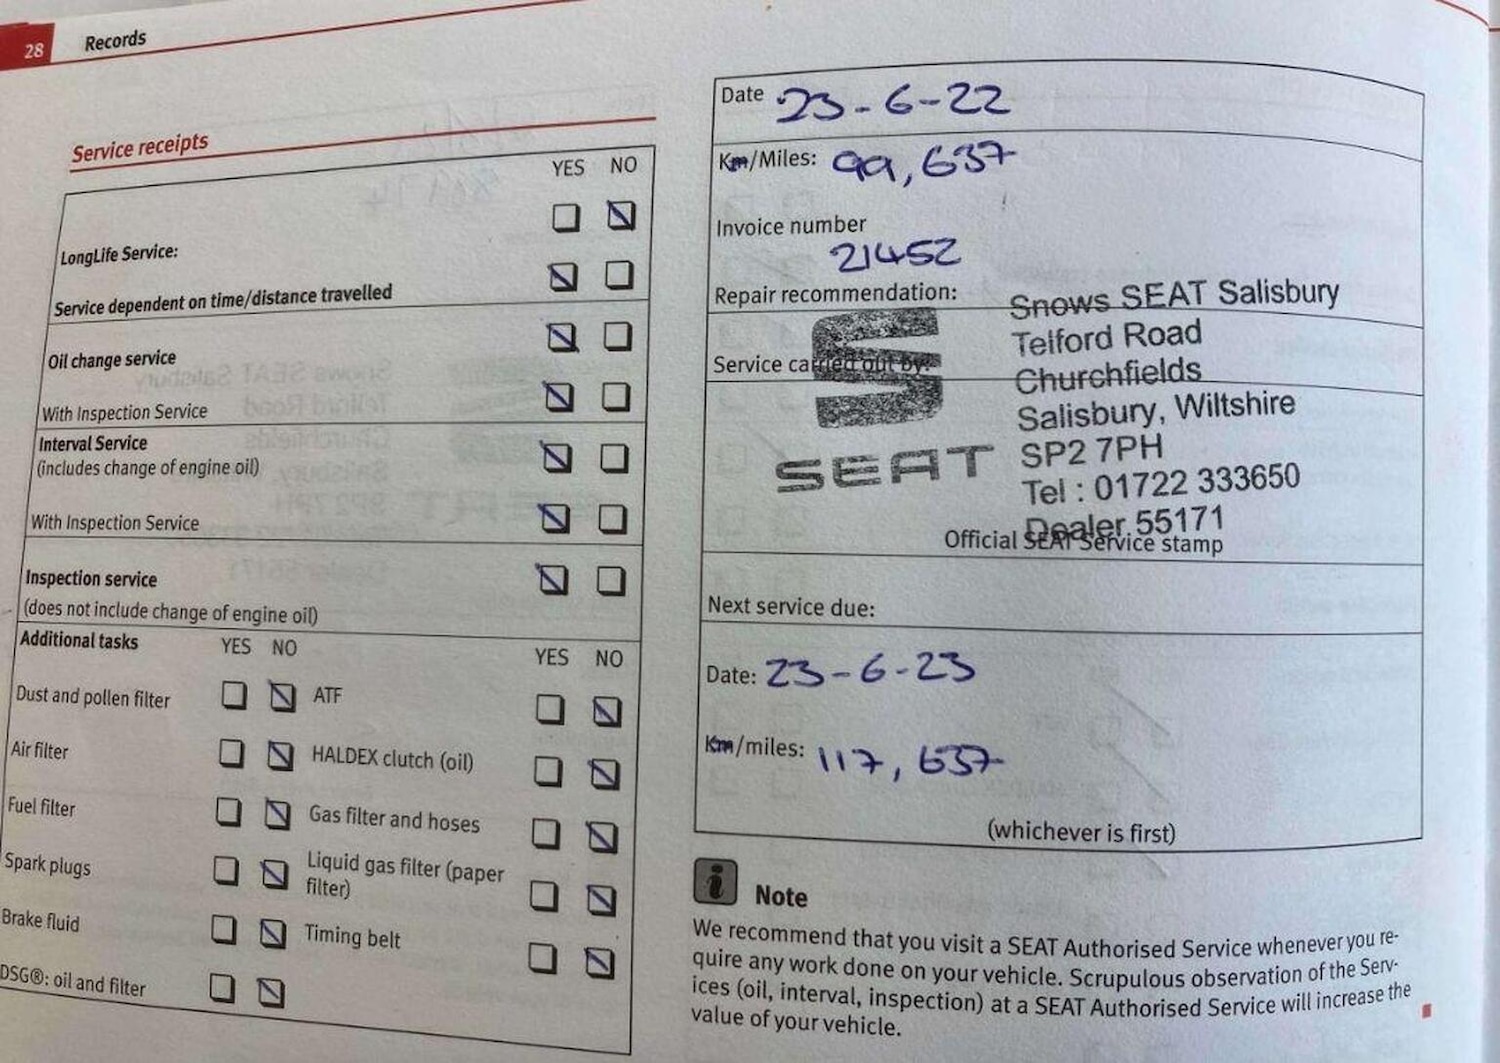 28 Records
Service receipts
YES NO
LongLife Service:
Service dependent on time/distance travelled
Oil change service
With Inspection Service
Interval Service
(includes change of engine oil)
With Inspection Service
Inspection service
(does not include change of engine oil)
Additional tasks YES NO YES NO
Dust and pollen filter ATF
Air filter HALDEX clutch (oil)
Fuel filter Gas filter and hoses
Spark plugs Liquid gas filter (paper
filter)
Brake fluid Timing belt
DSG®: oil and filter
Date 23-6-22
Km/Miles: 99,637
Invoice number
21452
Repair recommendation:
Service carried out by:
SEAT
Snows SEAT Salisbury
Telford Road
Churchfields
Salisbury, Wiltshire
SP2 7PH
Tel : 01722 333650
Dealer 55171
Official SEAT Service stamp
Next service due:
Date: 23-6-23
Km/miles: 117,637
(whichever is first)
i Note
We recommend that you visit a SEAT Authorised Service whenever you re-
quire any work done on your vehicle. Scrupulous observation of the Serv-
ices (oil, interval, inspection) at a SEAT Authorised Service will increase the
value of your vehicle.